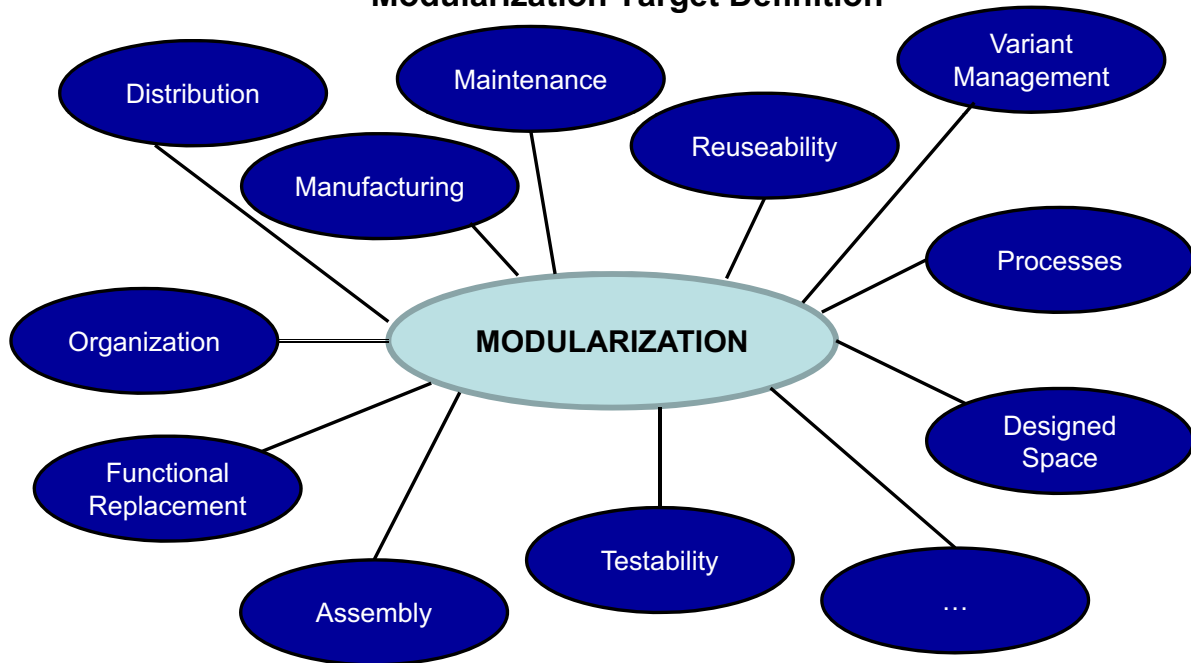 Modularization Target Definition
Variant
Management
Maintenance
Distribution
Reuseability
Manufacturing
Processes
Organization
MODULARIZATION
Designed
Space
Functional
Replacement
Testability
Assembly
…